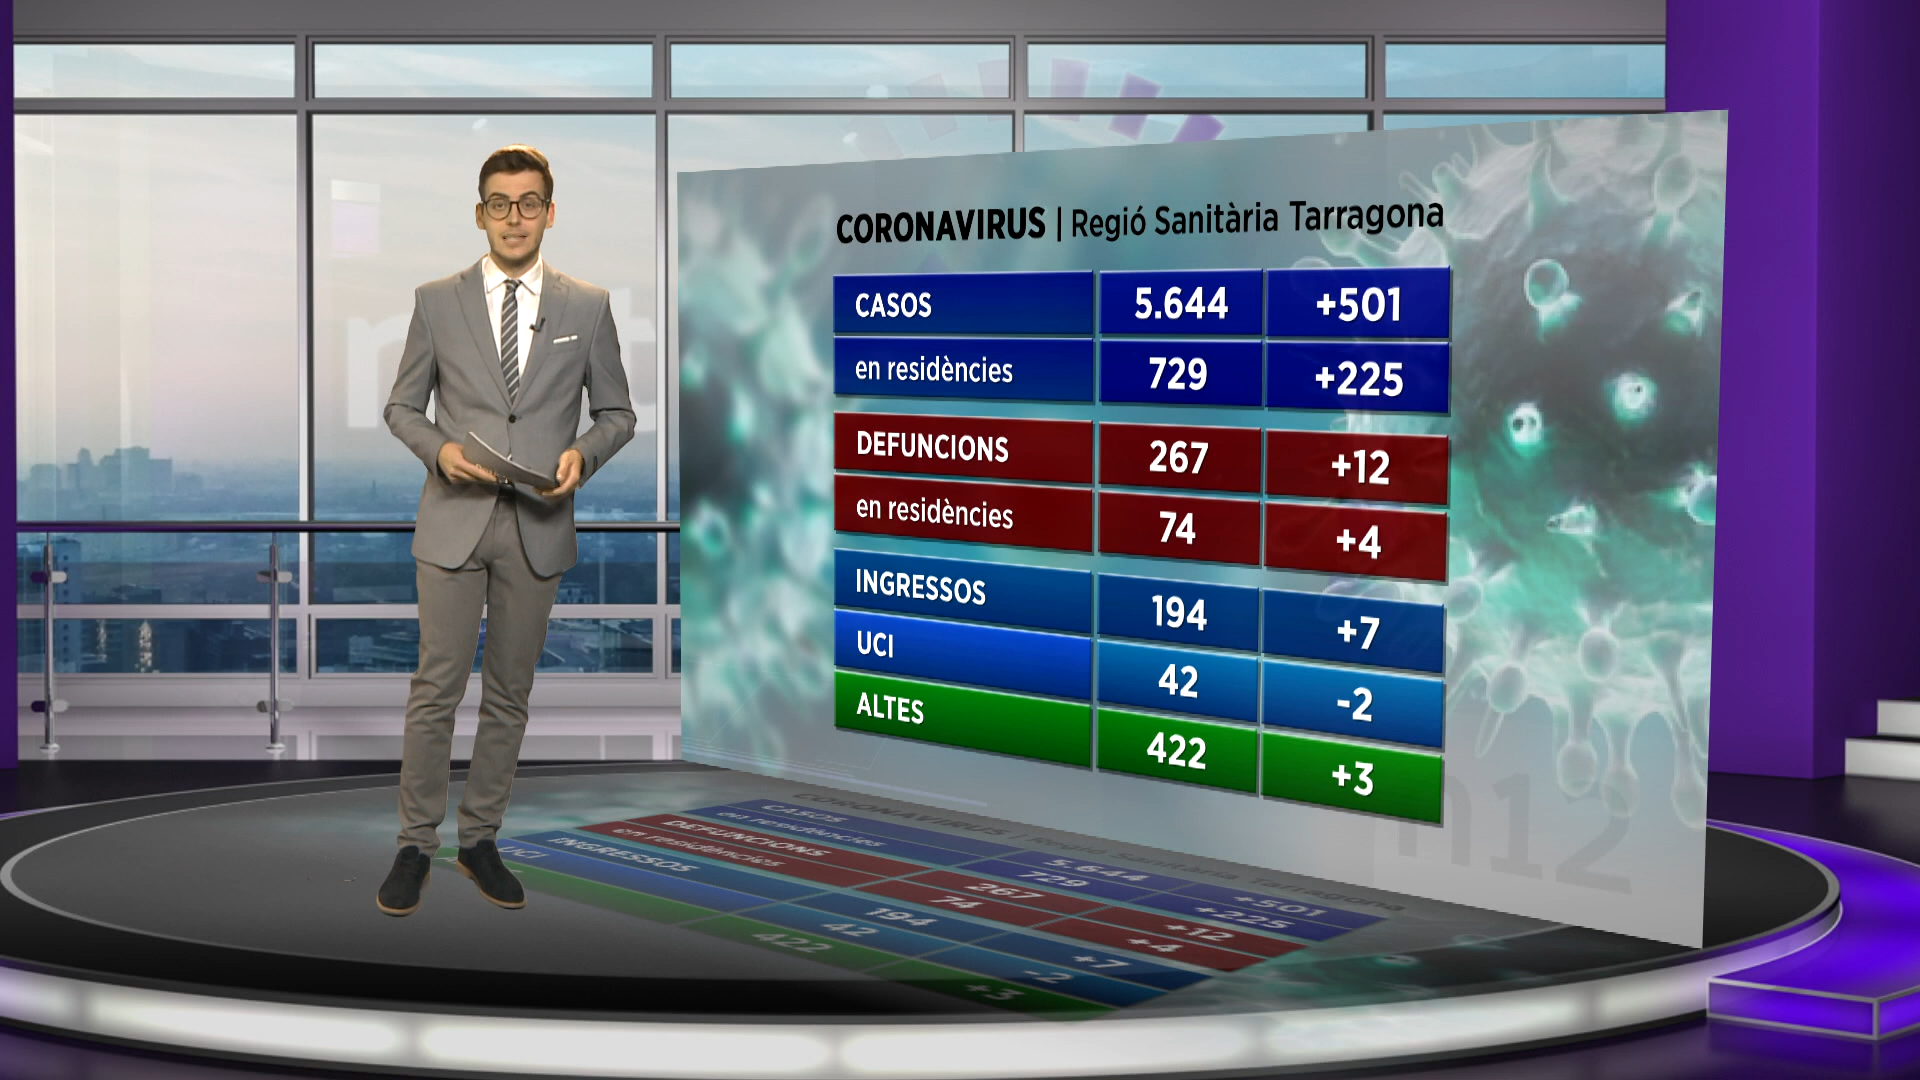 CORONAVIRUS | Regió Sanitària Tarragona
CASOS 5.644 +501
en residències 729 +225
DEFUNCIONS 267 +12
en residències 74 +4
INGRESSOS 194 +7
UCI 42 -2
ALTES 422 +3
n12